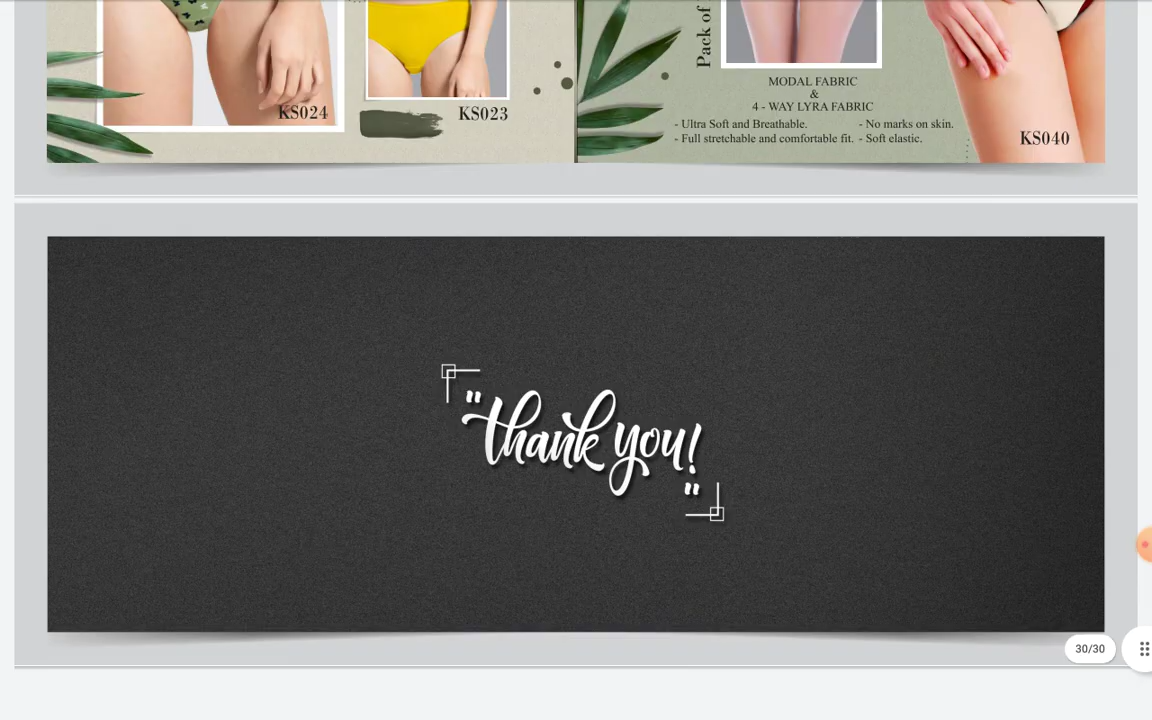 KS024
KS023
Pack of
MODAL FABRIC
&
4 - WAY LYRA FABRIC
- Ultra Soft and Breathable.
- No marks on skin.
- Full stretchable and comfortable fit.
- Soft elastic.
KS040
"thank you!"
30/30